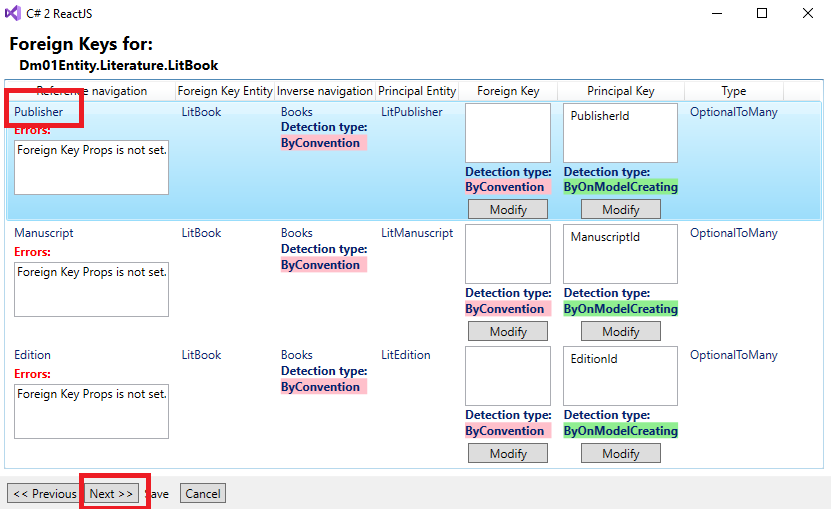 C# 2 ReactJS
Foreign Keys for:
Dm01Entity.Literature.LitBook
Reference navigation Foreign Key Entity Inverse navigation Principal Entity Foreign Key Principal Key Type
Publisher LitBook Books LitPublisher PublisherId OptionalToMany
Errors: Detection type:
Foreign Key Props is not set. ByConvention
Detection type: Detection type:
ByConvention ByOnModelCreating
Modify Modify
Manuscript LitBook Books LitManuscript ManuscriptId OptionalToMany
Errors: Detection type:
Foreign Key Props is not set. ByConvention
Detection type: Detection type:
ByConvention ByOnModelCreating
Modify Modify
Edition LitBook Books LitEdition EditionId OptionalToMany
Errors: Detection type:
Foreign Key Props is not set. ByConvention
Detection type: Detection type:
ByConvention ByOnModelCreating
Modify Modify
<< Previous Next >> Save Cancel